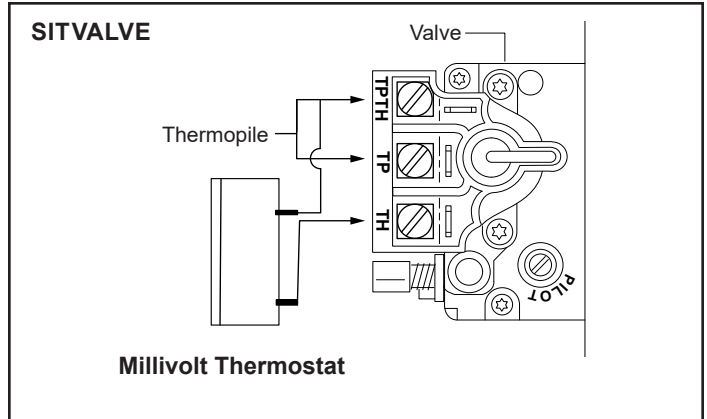 SITVALVE
Valve
TPTH
Thermopile
TP
TH
PILOT
Millivolt Thermostat